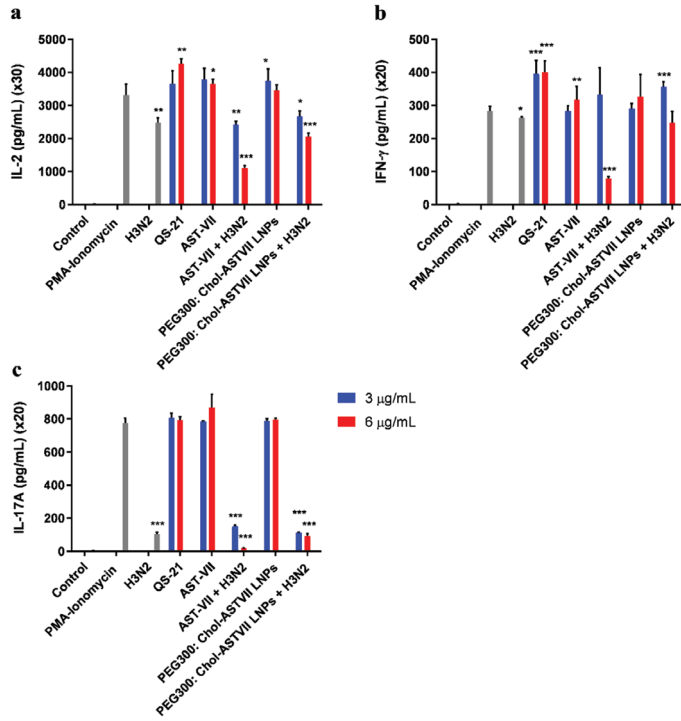 a
IL-2 (pg/mL) (x30)
5000
4000
3000
2000
1000
0
**
**
*
**
***
*
*
***
Control
PMA-Ionomycin
H3N2
QS-21
AST-VII
AST-VII + H3N2
PEG300: Chol-ASTVII LNPs
PEG300: Chol-ASTVII LNPs + H3N2
b
IFN-γ (pg/mL) (x20)
500
400
300
200
100
0
*
***
***
**
***
***
Control
PMA-Ionomycin
H3N2
QS-21
AST-VII
AST-VII + H3N2
PEG300: Chol-ASTVII LNPs
PEG300: Chol-ASTVII LNPs + H3N2
c
IL-17A (pg/mL) (x20)
1000
800
600
400
200
0
***
***
***
***
***
Control
PMA-Ionomycin
H3N2
QS-21
AST-VII
AST-VII + H3N2
PEG300: Chol-ASTVII LNPs
PEG300: Chol-ASTVII LNPs + H3N2
3 μg/mL
6 μg/mL